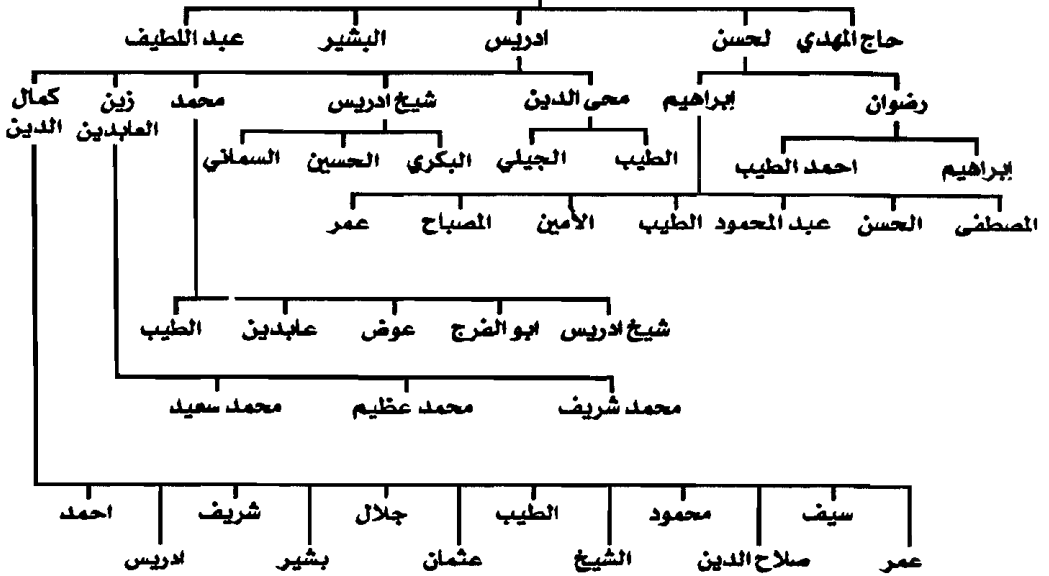 حاج المهدي لحسن ادريس البشير عبد اللطيف
رضوان إبراهيم محى الدين شيخ ادريس محمد زين العابدين كمال الدين
إبراهيم احمد الطيب الطيب الجيلي البكري الحسين السماني
المصطفى الحسن عبد المحمود الطيب الأمين المصباح عمر
شيخ ادريس ابو الفرج عوض عابدين الطيب
محمد شريف محمد عظيم محمد سعيد
سيف محمود الطيب جلال شريف احمد
عمر صلاح الدين الشيخ عثمان بشير ادريس